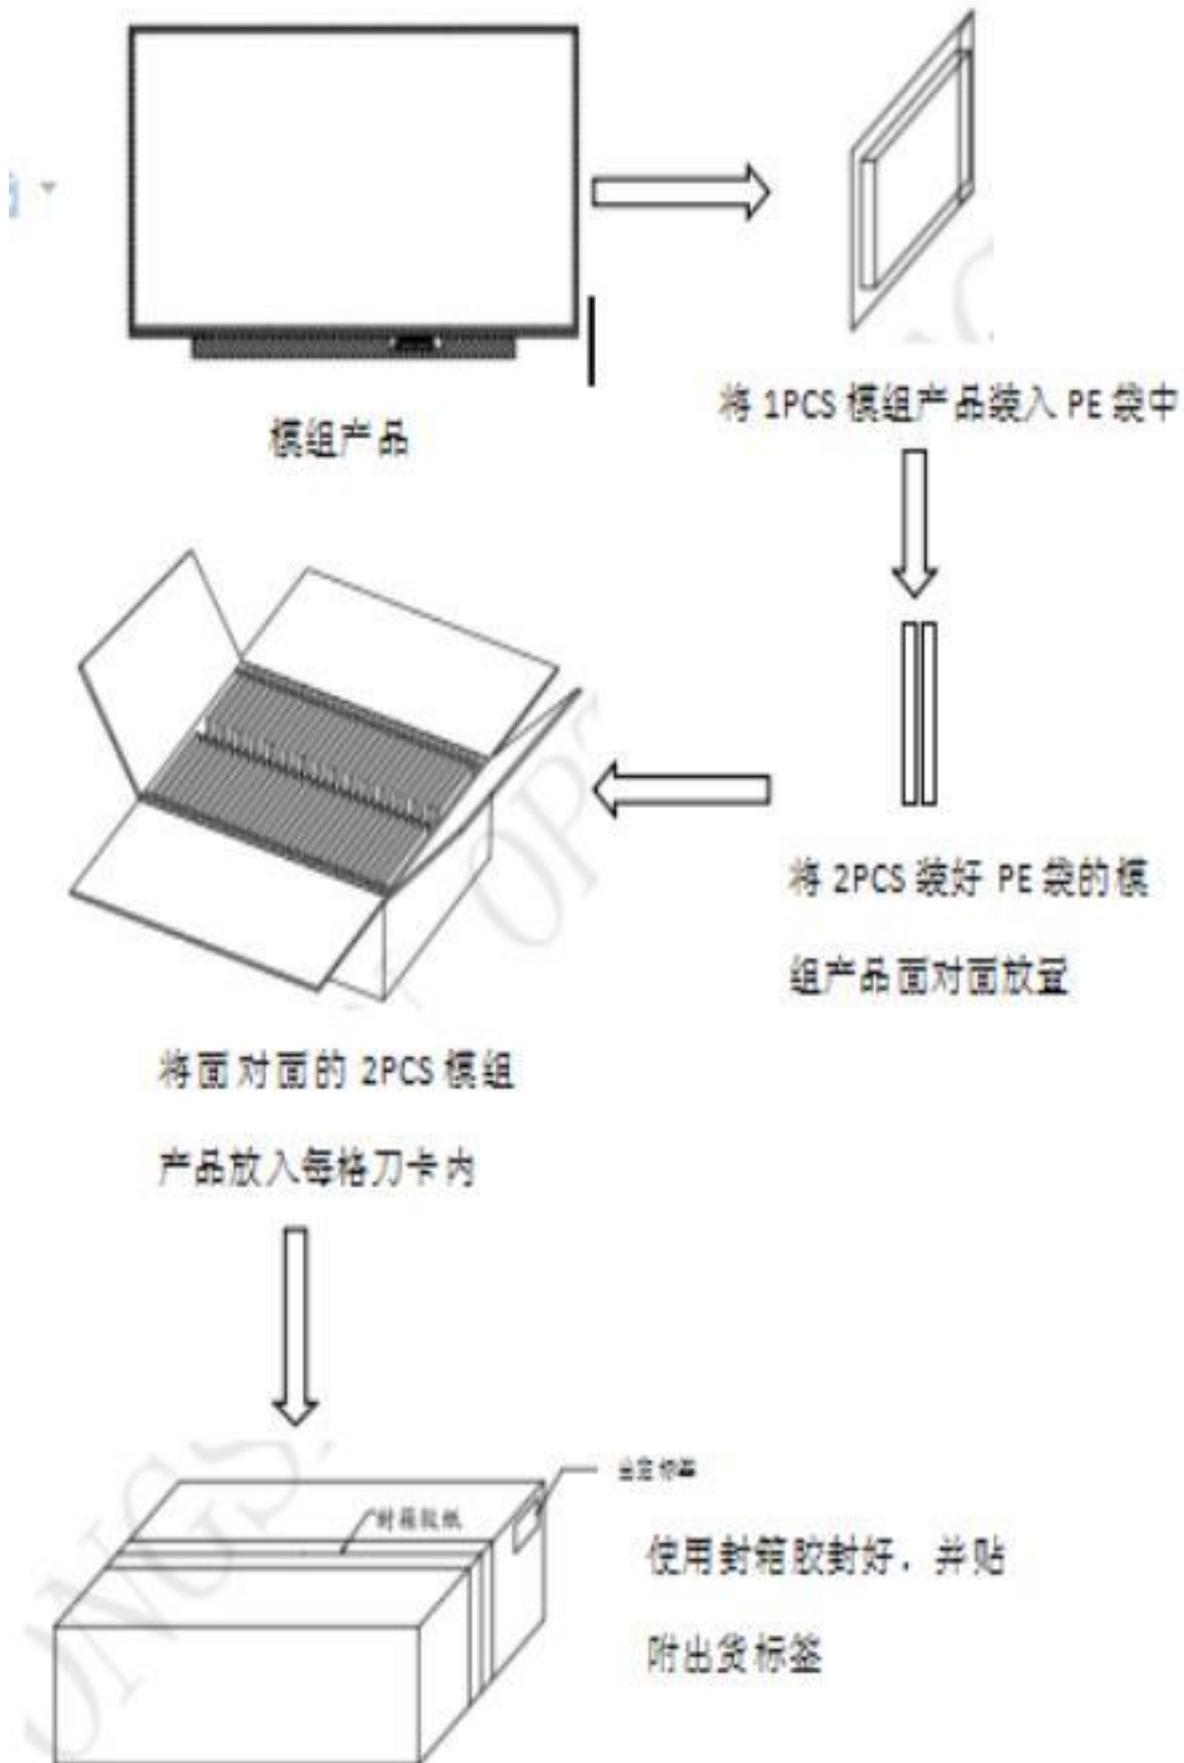 模组产品
将 1PCS 模组产品装入 PE 袋中
将 2PCS 装好 PE 袋的模
组产品面对面放置
将面对面的 2PCS 模组
产品放入每格刀卡内
封箱胶纸
使用封箱胶封好．并贴
附出货标签